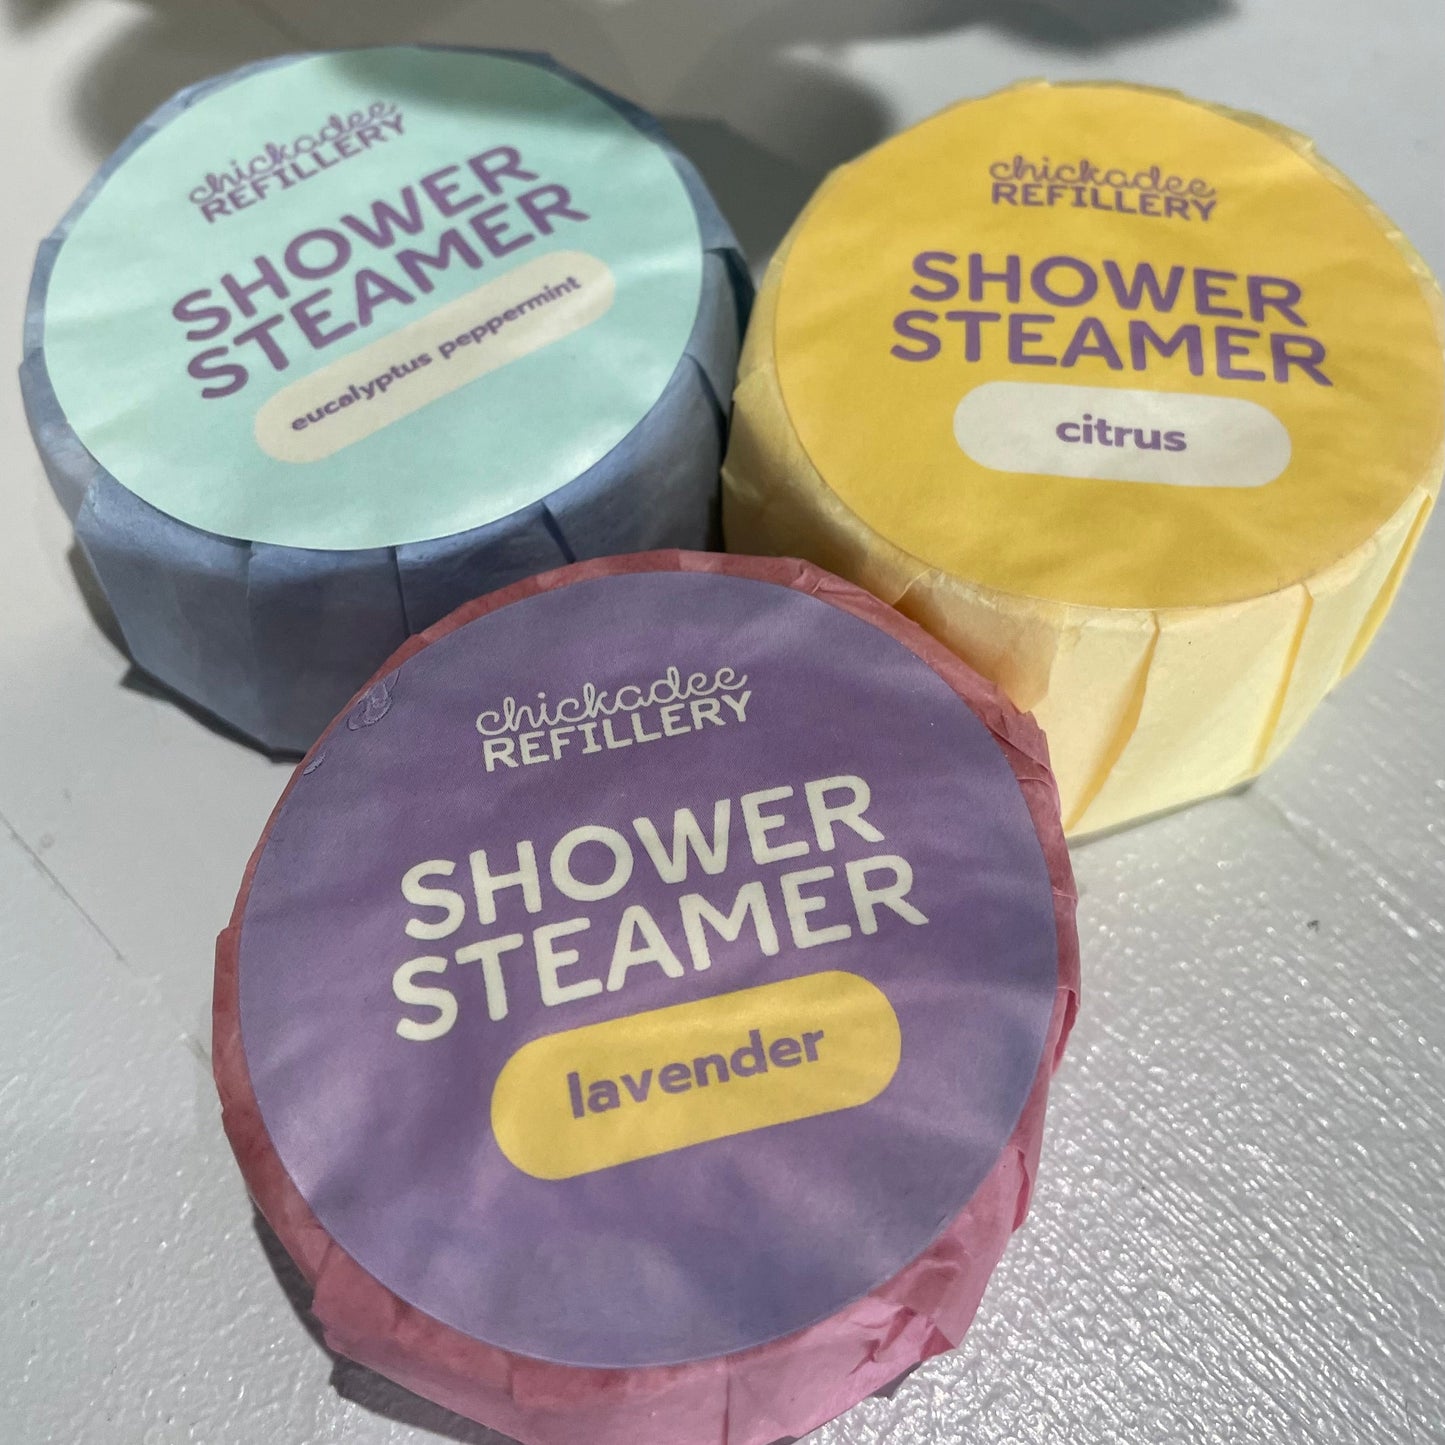 chickadee
REFILLERY
SHOWER
STEAMER
eucalyptus peppermint
chickadee
REFILLERY
SHOWER
STEAMER
citrus
chickadee
REFILLERY
SHOWER
STEAMER
lavender